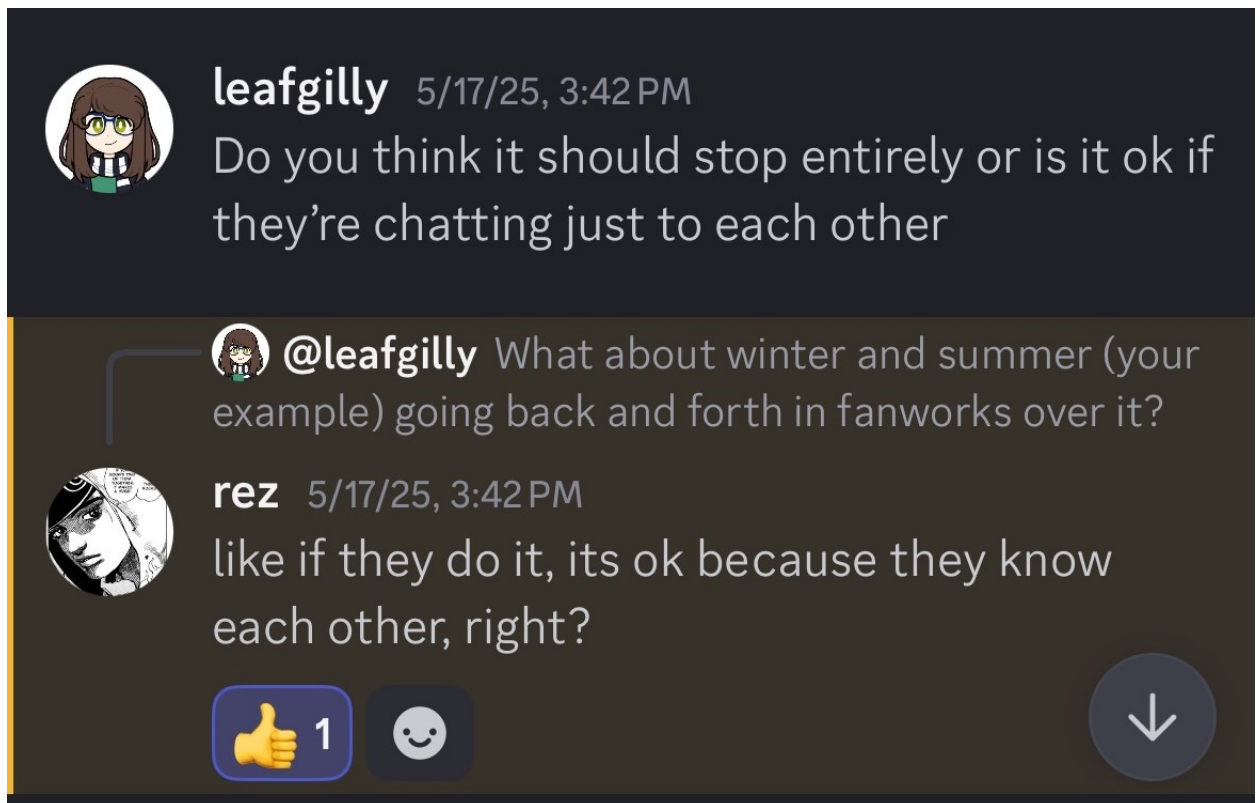 leafgilly 5/17/25, 3:42 PM
Do you think it should stop entirely or is it ok if
they’re chatting just to each other
@leafgilly What about winter and summer (your
example) going back and forth in fanworks over it?
rez 5/17/25, 3:42 PM
like if they do it, its ok because they know
each other, right?
👍 1